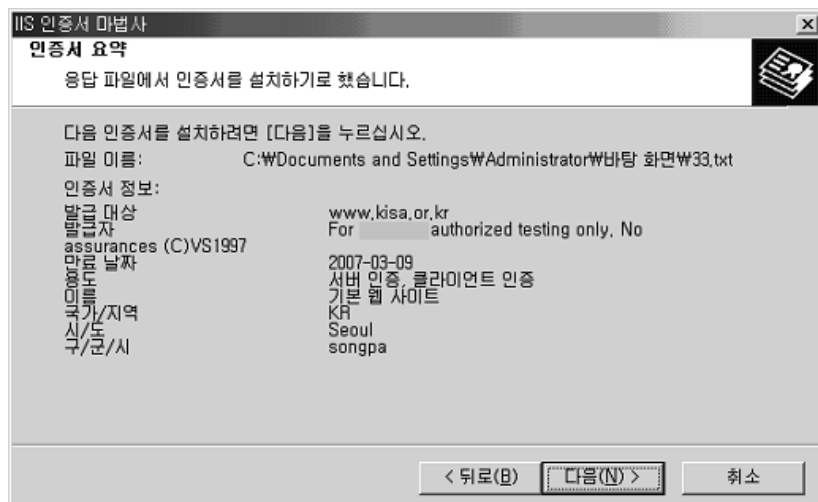 IIS 인증서 마법사
인증서 요약
응답 파일에서 인증서를 설치하기로 했습니다.
다음 인증서를 설치하려면 [다음]을 누르십시오.
파일 이름: C:₩Documents and Settings₩Administrator₩바탕 화면₩33.txt
인증서 정보:
발급 대상 www.kisa.or.kr
발급자 For authorized testing only, No
assurances (C)VS1997
만료 날짜 2007-03-09
용도 서버 인증, 클라이언트 인증
이름 기본 웹 사이트
국가/지역 KR
시/도 Seoul
구/군/시 songpa
< 뒤로(B) 다음(N) > 취소